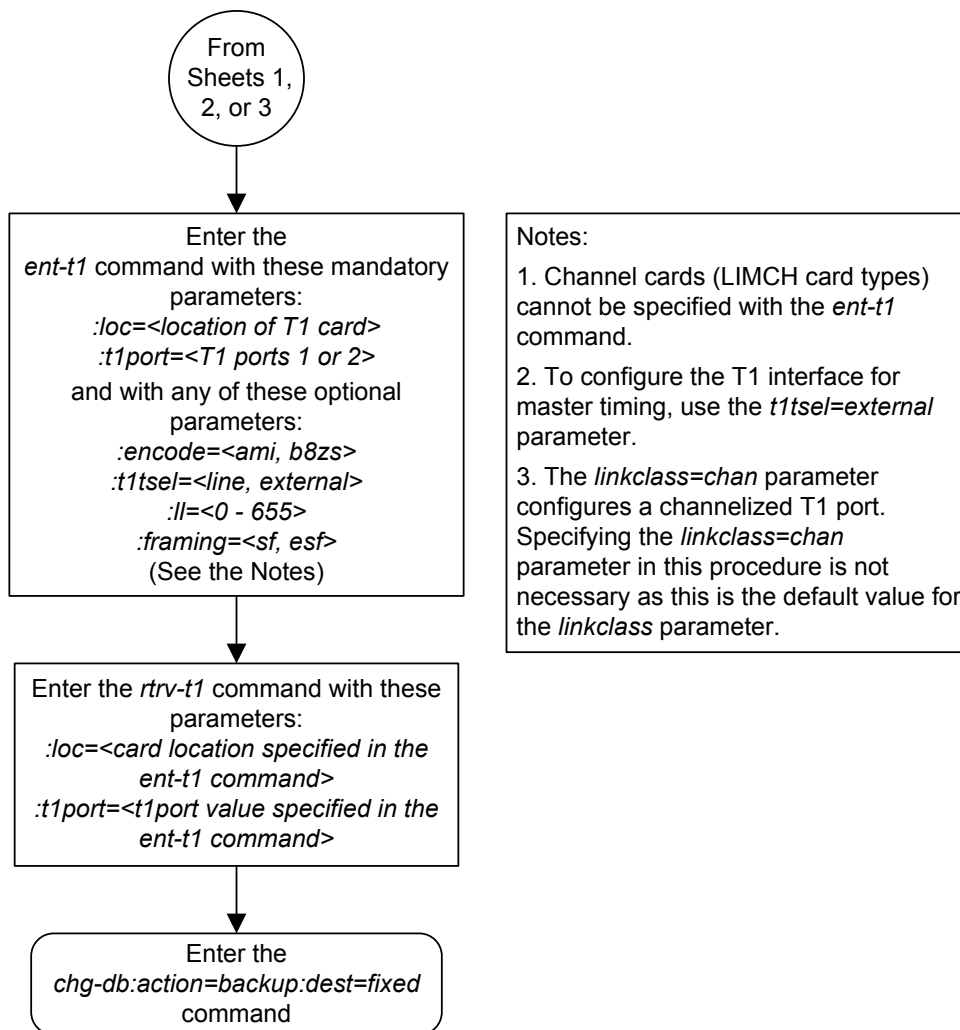 From
Sheets 1,
2, or 3
Enter the
ent-t1 command with these mandatory
parameters:
:loc=<location of T1 card>
:t1port=<T1 ports 1 or 2>
and with any of these optional
parameters:
:encode=<ami, b8zs>
:t1tsel=<line, external>
:ll=<0 - 655>
:framing=<sf, esf>
(See the Notes)
Notes:
1. Channel cards (LIMCH card types)
cannot be specified with the ent-t1
command.
2. To configure the T1 interface for
master timing, use the t1tsel=external
parameter.
3. The linkclass=chan parameter
configures a channelized T1 port.
Specifying the linkclass=chan
parameter in this procedure is not
necessary as this is the default value for
the linkclass parameter.
Enter the rtrv-t1 command with these
parameters:
:loc=<card location specified in the
ent-t1 command>
:t1port=<t1port value specified in the
ent-t1 command>
Enter the
chg-db:action=backup:dest=fixed
command